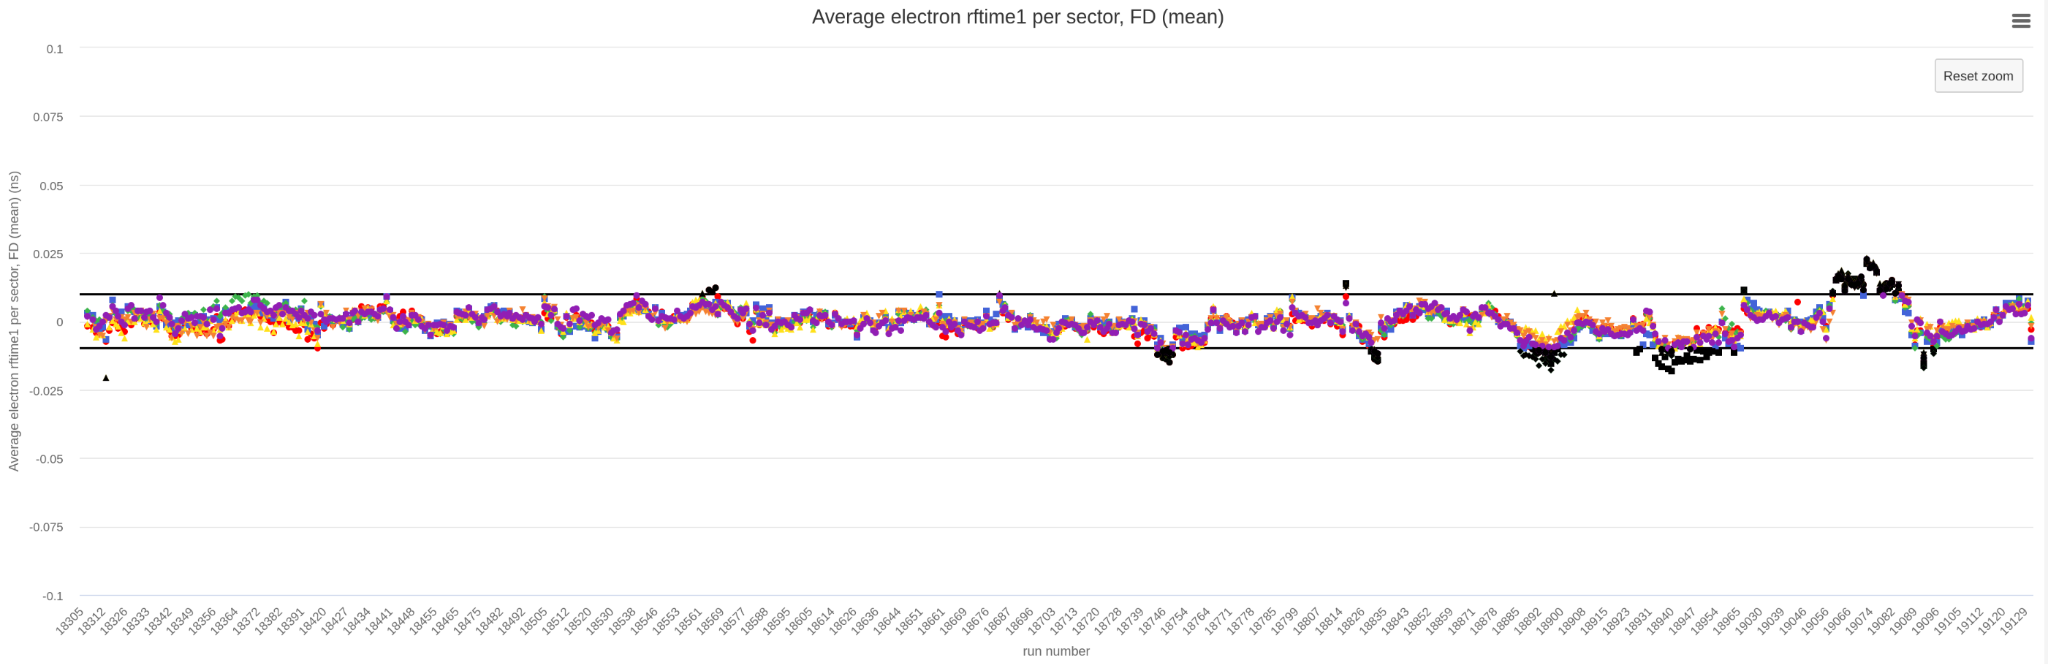 Average electron rftime1 per sector, FD (mean)
Reset zoom
Average electron rftime1 per sector, FD (mean) (ns)
0.1
0.075
0.05
0.025
0
-0.025
-0.05
-0.075
-0.1
18305 18312 18326 18333 18342 18349 18356 18364 18372 18382 18391 18420 18427 18434 18441 18448 18455 18465 18475 18482 18492 18505 18512 18520 18530 18538 18546 18553 18561 18569 18577 18588 18595 18605 18614 18626 18636 18644 18651 18661 18669 18676 18687 18696 18703 18713 18720 18728 18739 18746 18754 18764 18771 18778 18785 18799 18807 18814 18826 18835 18843 18852 18859 18871 18878 18885 18892 18900 18908 18915 18923 18931 18940 18947 18954 18965 19030 19039 19046 19056 19066 19074 19082 19089 19096 19105 19112 19120 19129
run number